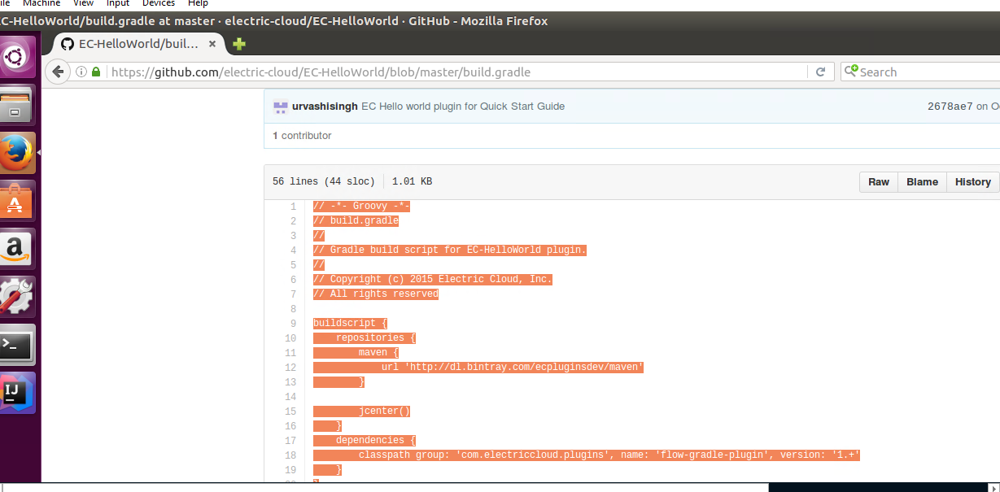 Machine View Input Devices Help
EC-HelloWorld/build.gradle at master · electric-cloud/EC-HelloWorld · GitHub - Mozilla Firefox
EC-HelloWorld/buil... ×
https://github.com/electric-cloud/EC-HelloWorld/blob/master/build.gradle
Search
urvashisingh EC Hello world plugin for Quick Start Guide
2678ae7 on
1 contributor
56 lines (44 sloc) 1.01 KB
Raw Blame History
1 // -*- Groovy -*-
2 // build.gradle
3 //
4 // Gradle build script for EC-HelloWorld plugin.
5 //
6 // Copyright (c) 2015 Electric Cloud, Inc.
7 // All rights reserved
8
9 buildscript {
10     repositories {
11         maven {
12             url 'http://dl.bintray.com/ecpluginsdev/maven'
13         }
14
15         jcenter()
16     }
17     dependencies {
18         classpath group: 'com.electriccloud.plugins', name: 'flow-gradle-plugin', version: '1.+'
19     }
a
A
>_
IJ